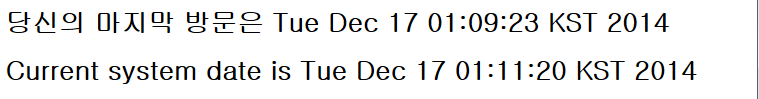 당신의 마지막 방문은 Tue Dec 17 01:09:23 KST 2014
Current system date is Tue Dec 17 01:11:20 KST 2014